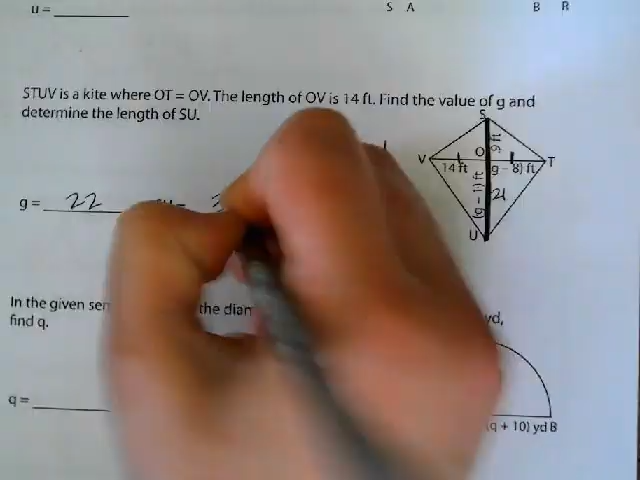 u =
S A B R
STUV is a kite where OT = OV. The length of OV is 14 ft. Find the value of g and
determine the length of SU.
S
9 ft
V O T
14 ft (g - 8) ft
(g - 1) ft 21
U
g = 22
In the given
the
find q.
yd,
q =
(q + 10) yd B